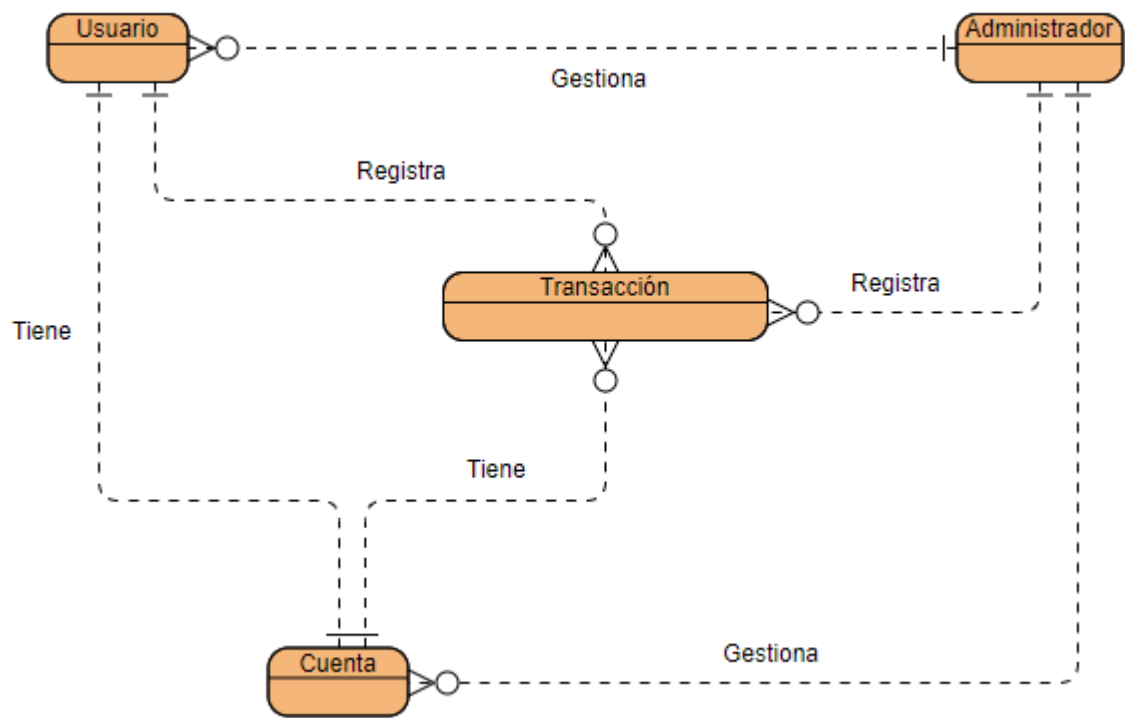 Usuario
Administrador
Gestiona
Registra
Transacción
Registra
Tiene
Tiene
Gestiona
Cuenta